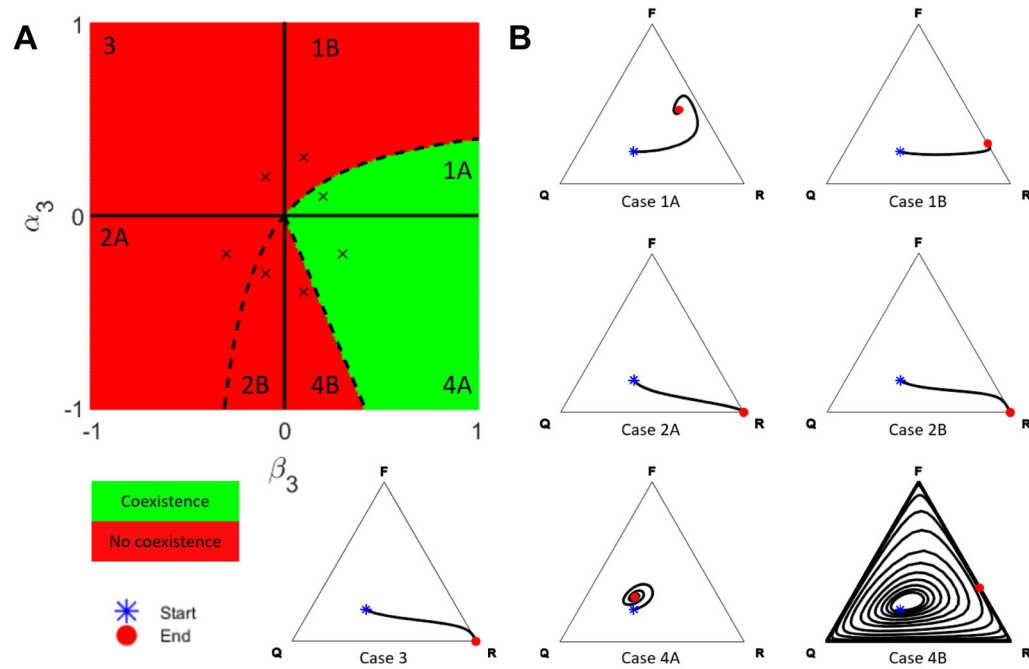 A
1
3
1B
1A
α₃
0
2A
2B
4B
4A
-1
-1
0
1
β₃
Coexistence
No coexistence
Start
End
B
F
Q
R
Case 1A
F
Q
R
Case 1B
F
Q
R
Case 2A
F
Q
R
Case 2B
F
Q
R
Case 3
F
Q
R
Case 4A
F
Q
R
Case 4B